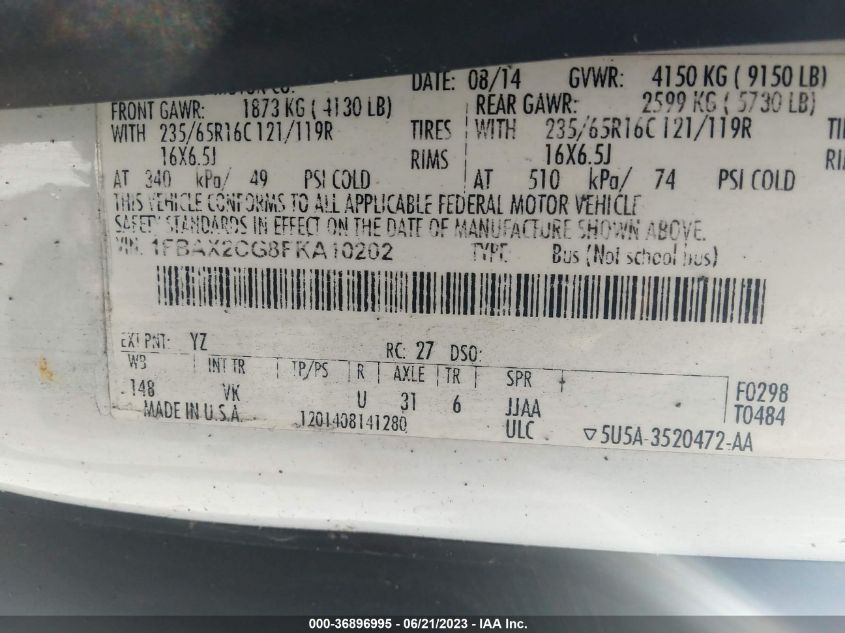 MOTOR CO. DATE: 08/14 GVWR: 4150 KG ( 9150 LB)
FRONT GAWR: 1873 KG ( 4130 LB) REAR GAWR: 2599 KG ( 5730 LB)
WITH 235/65R16C 121/119R TIRES WITH 235/65R16C 121/119R
16X6.5J RIMS 16X6.5J
AT 340 kPa/ 49 PSI COLD AT 510 kPa/ 74 PSI COLD
THIS VEHICLE CONFORMS TO ALL APPLICABLE FEDERAL MOTOR VEHICLE
SAFETY STANDARDS IN EFFECT ON THE DATE OF MANUFACTURE SHOWN ABOVE.
VIN: 1FBAX2CG8FKA10202 TYPE: Bus (Not school bus)
EXT PNT: YZ RC: 27 DSO:
WB INT TR TP/PS R AXLE TR SPR
148 VK U 31 6 JJAA F0298
MADE IN U.S.A. 1201408141280 ULC T0484
▽5U5A-3520472-AA
000-36896995 - 06/21/2023 - IAAI Inc.